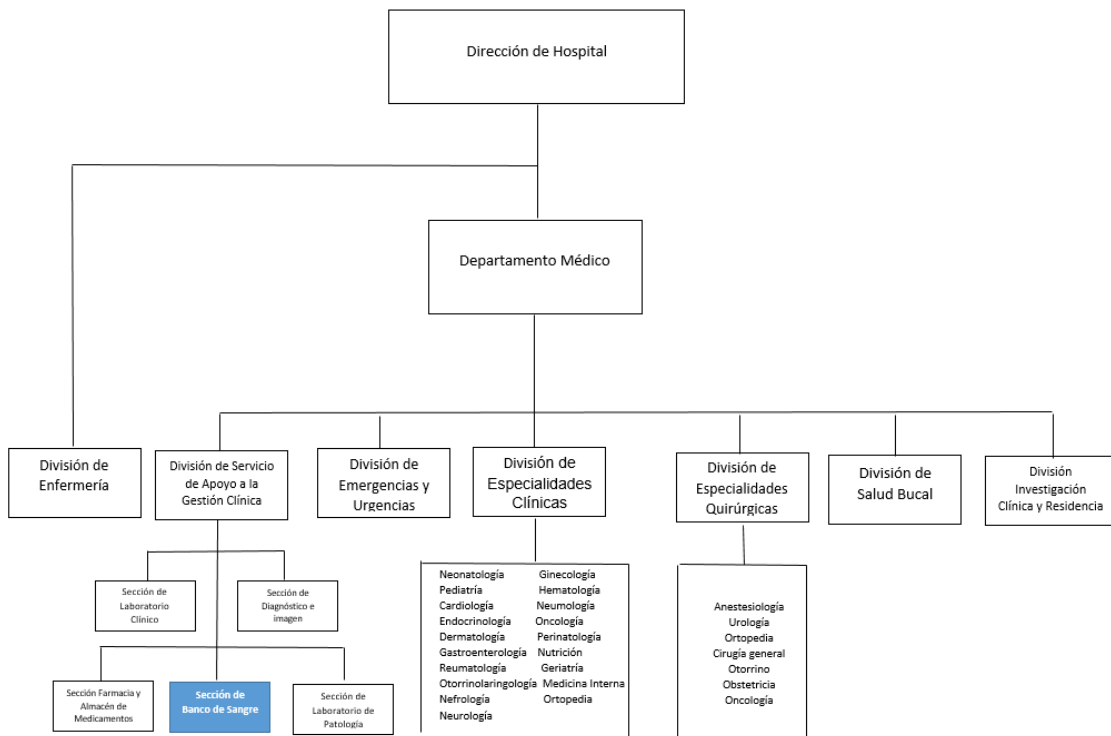 Dirección de Hospital
Departamento Médico
División de
Enfermería
División de Servicio
de Apoyo a la
Gestión Clínica
División de
Emergencias y
Urgencias
División de
Especialidades
Clínicas
División de
Especialidades
Quirúrgicas
División de
Salud Bucal
División
Investigación
Clínica y Residencia
Sección de
Laboratorio
Clínico
Sección de
Diagnóstico e
imagen
Sección Farmacia y
Almacén de
Medicamentos
Sección de
Banco de Sangre
Sección de
Laboratorio de
Patología
Neonatología Ginecología
Pediatría Hematología
Cardiología Neumología
Endocrinología Oncología
Dermatología Perinatología
Gastroenterología Nutrición
Reumatología Geriatría
Otorrinolaringología Medicina Interna
Nefrología Ortopedia
Neurología
Anestesiología
Urología
Ortopedia
Cirugía general
Otorrino
Obstetricia
Oncología